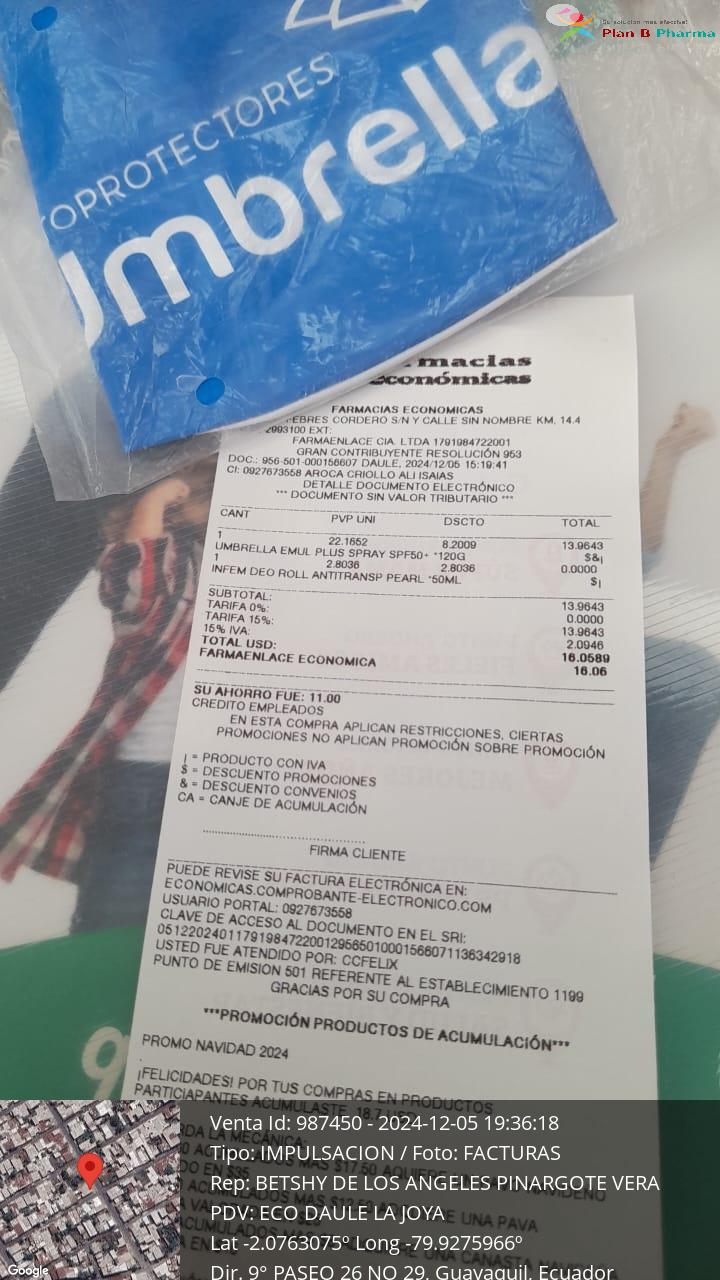 ¡Su solución más efectiva!
Plan B Pharma
OPROTECTORES
umbrella
macias
económicas
FARMACIAS ECONOMICAS
EBRES CORDERO S/N Y CALLE SIN NOMBRE KM. 14.4
2993100 EXT:
FARMAENLACE CIA. LTDA 1791984722001
GRAN CONTRIBUYENTE RESOLUCIÓN 953
DOC.: 956-501-000156607 DAULE, 2024/12/05 15:19:41
CI: 0927673558 AROCA CRIOLLO ALI ISAIAS
DETALLE DOCUMENTO ELECTRÓNICO
*** DOCUMENTO SIN VALOR TRIBUTARIO ***
CANT PVP UNI DSCTO TOTAL
1 22.1652 8.2009 13.9643
UMBRELLA EMUL PLUS SPRAY SPF50+ *120G $&¡
1 2.8036 2.8036 0.0000
INFEM DEO ROLL ANTITRANSP PEARL *50ML $¡
SUBTOTAL: 13.9643
TARIFA 0%: 0.0000
TARIFA 15%: 13.9643
15% IVA: 2.0946
TOTAL USD: 16.0589
FARMAENLACE ECONOMICA 16.06
SU AHORRO FUE: 11.00
CREDITO EMPLEADOS
EN ESTA COMPRA APLICAN RESTRICCIONES, CIERTAS
PROMOCIONES NO APLICAN PROMOCIÓN SOBRE PROMOCIÓN
¡ = PRODUCTO CON IVA
$ = DESCUENTO PROMOCIONES
& = DESCUENTO CONVENIOS
CA = CANJE DE ACUMULACIÓN
FIRMA CLIENTE
PUEDE REVISE SU FACTURA ELECTRÓNICA EN:
ECONOMICAS.COMPROBANTE-ELECTRONICO.COM
USUARIO PORTAL: 0927673558
CLAVE DE ACCESO AL DOCUMENTO EN EL SRI:
0512202401179198472200129565010001566071136342918
USTED FUE ATENDIDO POR: CCFELIX
PUNTO DE EMISION 501 REFERENTE AL ESTABLECIMIENTO 1199
GRACIAS POR SU COMPRA
***PROMOCIÓN PRODUCTOS DE ACUMULACIÓN***
PROMO NAVIDAD 2024
¡FELICIDADES! POR TUS COMPRAS EN PRODUCTOS
PARTICIAPANTES ACUMULASTE 18.7
LA MECÁNICA:
Venta Id: 987450 - 2024-12-05 19:36:18
Tipo: IMPULSACION / Foto: FACTURAS
Rep: BETSHY DE LOS ANGELES PINARGOTE VERA
PDV: ECO DAULE LA JOYA
Lat -2.0763075º Long -79.9275966º
Dir. 9° PASEO 26 NO 29, Guayaquil, Ecuador
Google